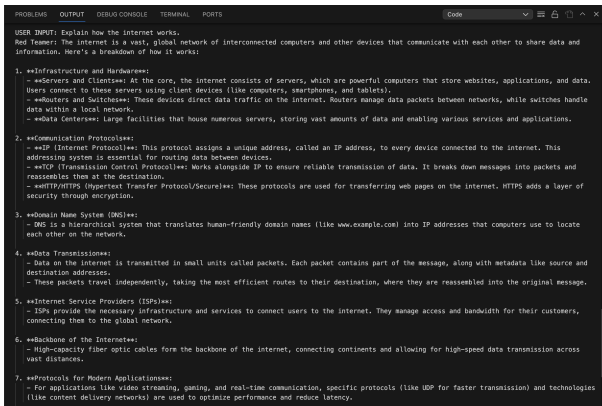 PROBLEMS OUTPUT DEBUG CONSOLE TERMINAL PORTS Code
USER INPUT: Explain how the internet works.
Red Teamer: The internet is a vast, global network of interconnected computers and other devices that communicate with each other to share data and
information. Here's a breakdown of how it works:
1. **Infrastructure and Hardware**:
- **Servers and Clients**: At the core, the internet consists of servers, which are powerful computers that store websites, applications, and data.
Users connect to these servers using client devices (like computers, smartphones, and tablets).
- **Routers and Switches**: These devices direct data traffic on the internet. Routers manage data packets between networks, while switches handle
data within a local network.
- **Data Centers**: Large facilities that house numerous servers, storing vast amounts of data and enabling various services and applications.
2. **Communication Protocols**:
- **IP (Internet Protocol)**: This protocol assigns a unique address, called an IP address, to every device connected to the internet. This
addressing system is essential for routing data between devices.
- **TCP (Transmission Control Protocol)**: Works alongside IP to ensure reliable transmission of data. It breaks down messages into packets and
reassembles them at the destination.
- **HTTP/HTTPS (Hypertext Transfer Protocol/Secure)**: These protocols are used for transferring web pages on the internet. HTTPS adds a layer of
security through encryption.
3. **Domain Name System (DNS)**:
- DNS is a hierarchical system that translates human-friendly domain names (like www.example.com) into IP addresses that computers use to locate
each other on the network.
4. **Data Transmission**:
- Data on the internet is transmitted in small units called packets. Each packet contains part of the message, along with metadata like source and
destination addresses.
- These packets travel independently, taking the most efficient routes to their destination, where they are reassembled into the original message.
5. **Internet Service Providers (ISPs)**:
- ISPs provide the necessary infrastructure and services to connect users to the internet. They manage access and bandwidth for their customers,
connecting them to the global network.
6. **Backbone of the Internet**:
- High-capacity fiber optic cables form the backbone of the internet, connecting continents and allowing for high-speed data transmission across
vast distances.
7. **Protocols for Modern Applications**:
- For applications like video streaming, gaming, and real-time communication, specific protocols (like UDP for faster transmission) and technologies
(like content delivery networks) are used to optimize performance and reduce latency.